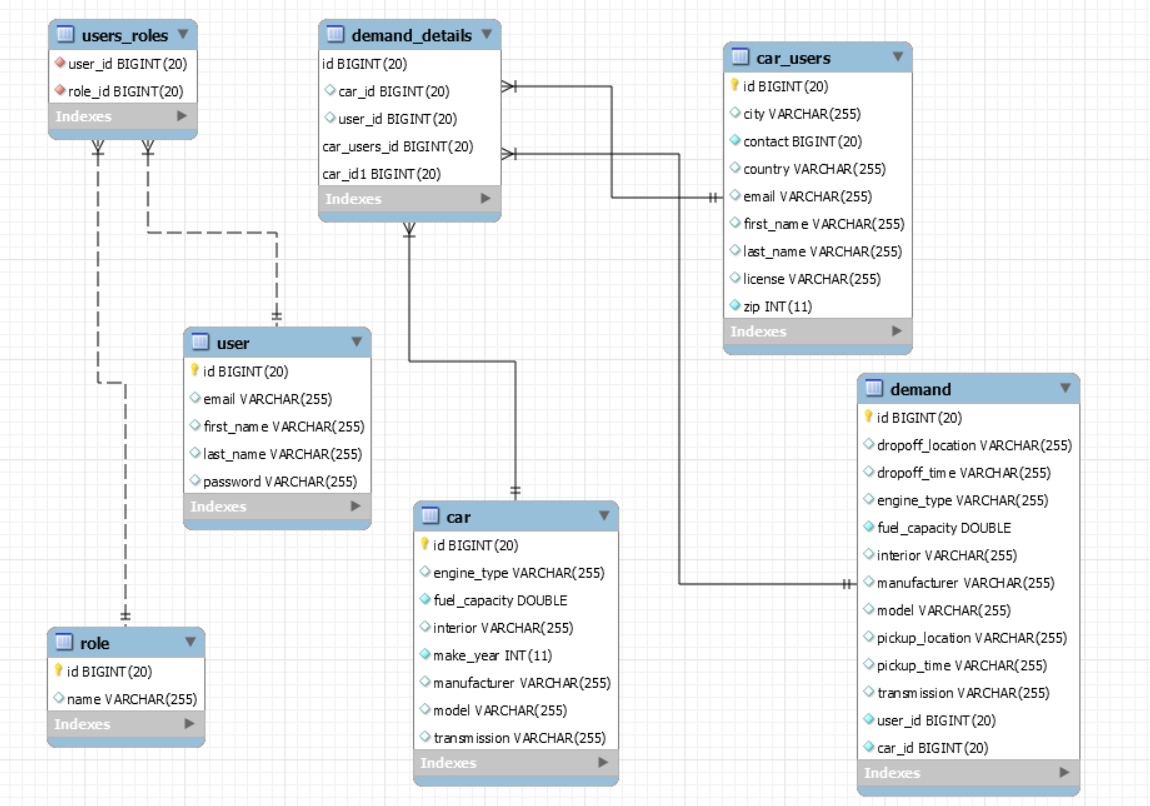 users_roles
user_id BIGINT(20)
role_id BIGINT(20)
Indexes
demand_details
id BIGINT(20)
car_id BIGINT(20)
user_id BIGINT(20)
car_users_id BIGINT(20)
car_id1 BIGINT(20)
Indexes
car_users
id BIGINT(20)
city VARCHAR(255)
contact BIGINT(20)
country VARCHAR(255)
email VARCHAR(255)
first_name VARCHAR(255)
last_name VARCHAR(255)
license VARCHAR(255)
zip INT(11)
Indexes
user
id BIGINT(20)
email VARCHAR(255)
first_name VARCHAR(255)
last_name VARCHAR(255)
password VARCHAR(255)
Indexes
demand
id BIGINT(20)
dropoff_location VARCHAR(255)
dropoff_time VARCHAR(255)
engine_type VARCHAR(255)
fuel_capacity DOUBLE
interior VARCHAR(255)
manufacturer VARCHAR(255)
model VARCHAR(255)
pickup_location VARCHAR(255)
pickup_time VARCHAR(255)
transmission VARCHAR(255)
user_id BIGINT(20)
car_id BIGINT(20)
Indexes
car
id BIGINT(20)
engine_type VARCHAR(255)
fuel_capacity DOUBLE
interior VARCHAR(255)
make_year INT(11)
manufacturer VARCHAR(255)
model VARCHAR(255)
transmission VARCHAR(255)
Indexes
role
id BIGINT(20)
name VARCHAR(255)
Indexes